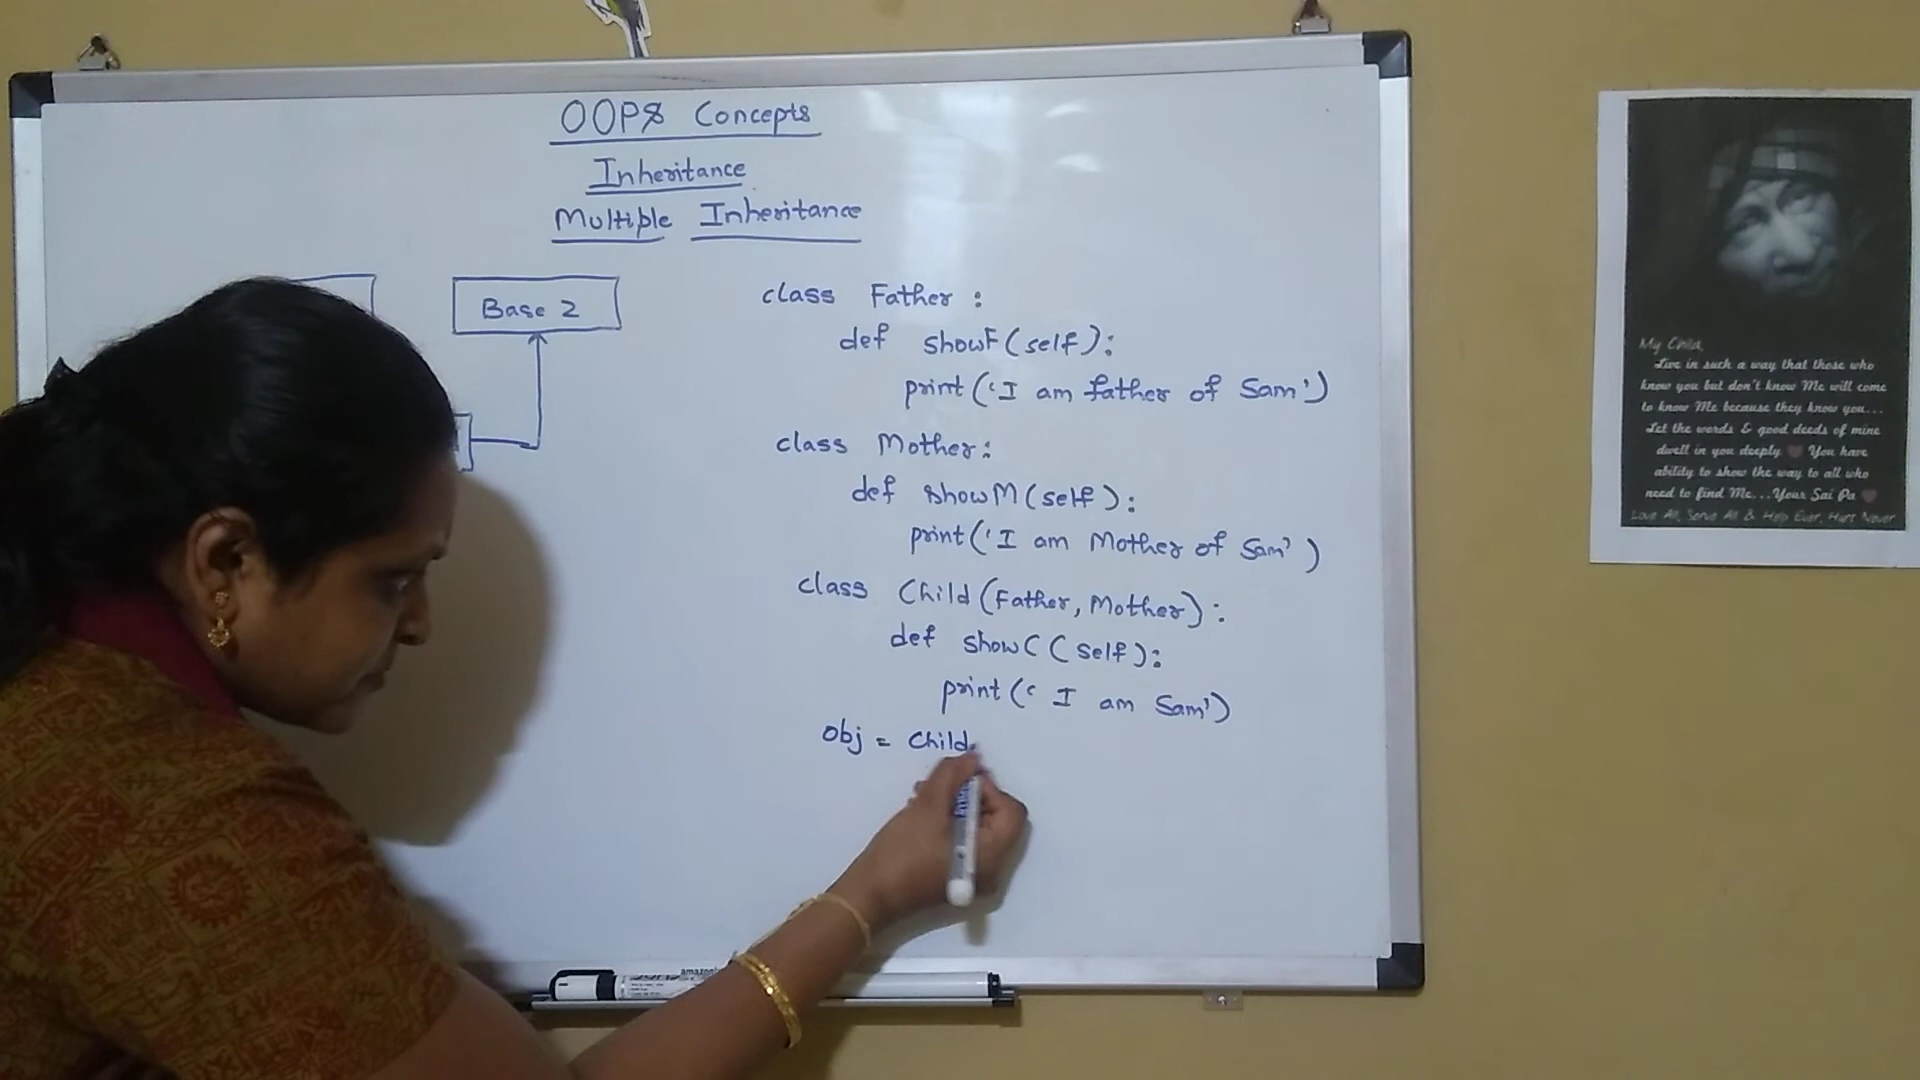 OOPS Concepts
Inheritance
Multiple Inheritance
Base 2
class Father :
def showF(self):
print('I am father of Sam')
class Mother:
def showM(self):
print('I am Mother of Sam')
class Child(Father, Mother):
def showC(self):
print(' I am Sam')
obj = Child
amazon
My Child,
Live in such a way that those who
know you but don't know Me will come
to know Me because they know you...
Let the words & good deeds of mine
dwell in you deeply You have
ability to show the way to all who
need to find Me...Your Sai Pa
Love All, Serve All & Help Ever, Hurt Never